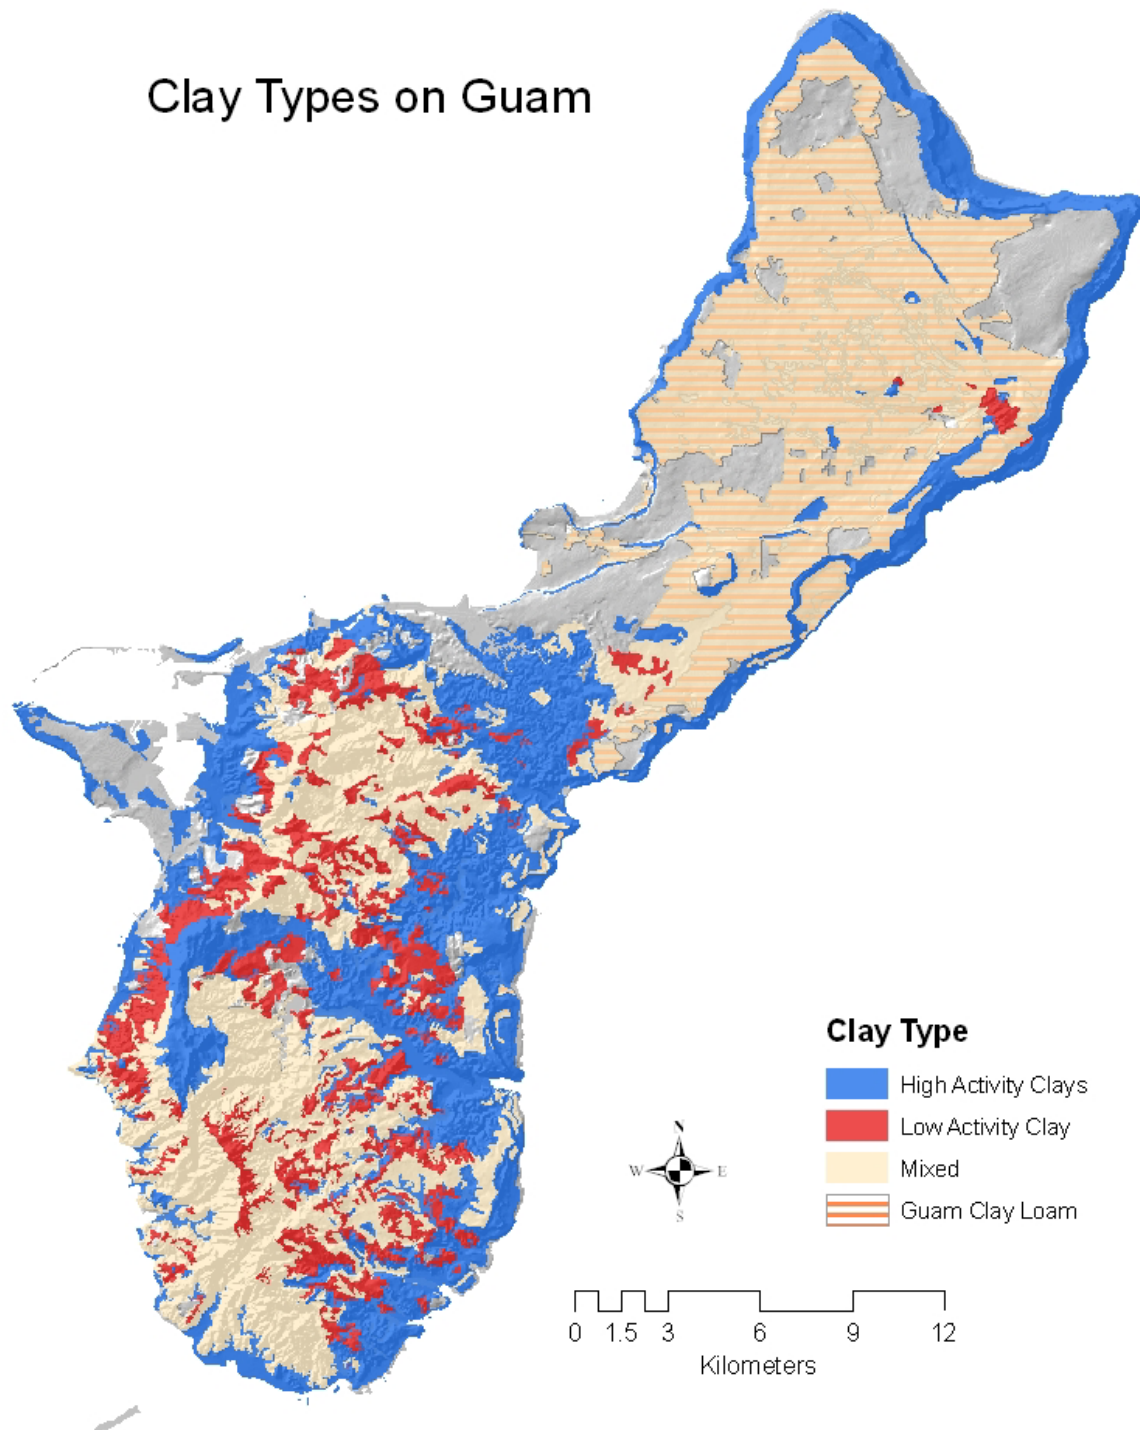 Clay Types on Guam
Clay Type
High Activity Clays
Low Activity Clay
Mixed
Guam Clay Loam
N
W E
S
0 1.5 3 6 9 12
Kilometers